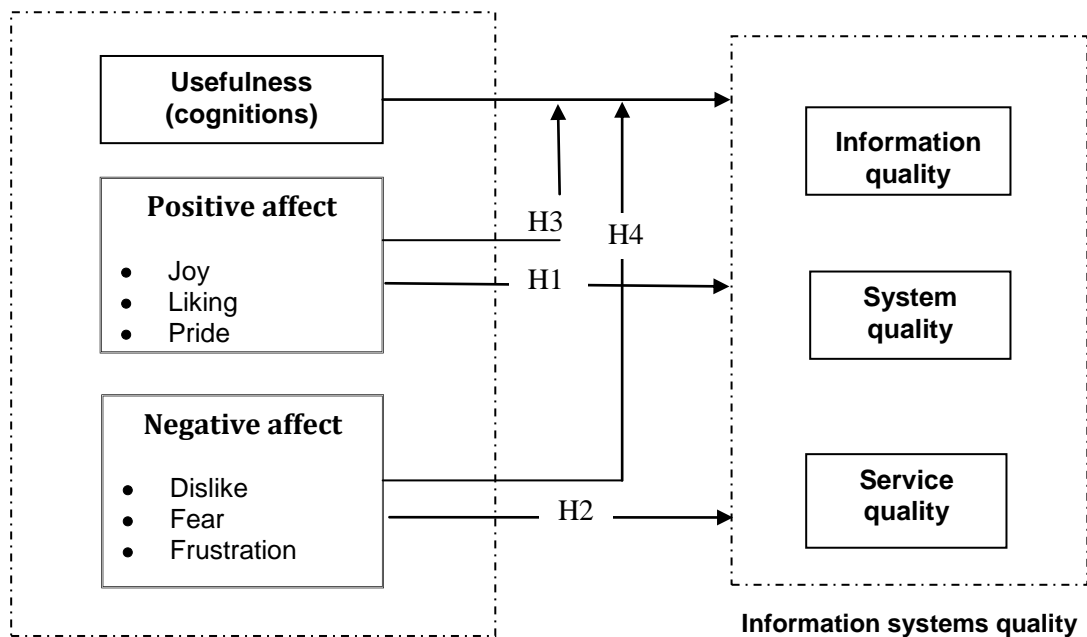 Usefulness
(cognitions)
Positive affect
● Joy
● Liking
● Pride
Negative affect
● Dislike
● Fear
● Frustration
H3
H4
H1
H2
Information
quality
System
quality
Service
quality
Information systems quality